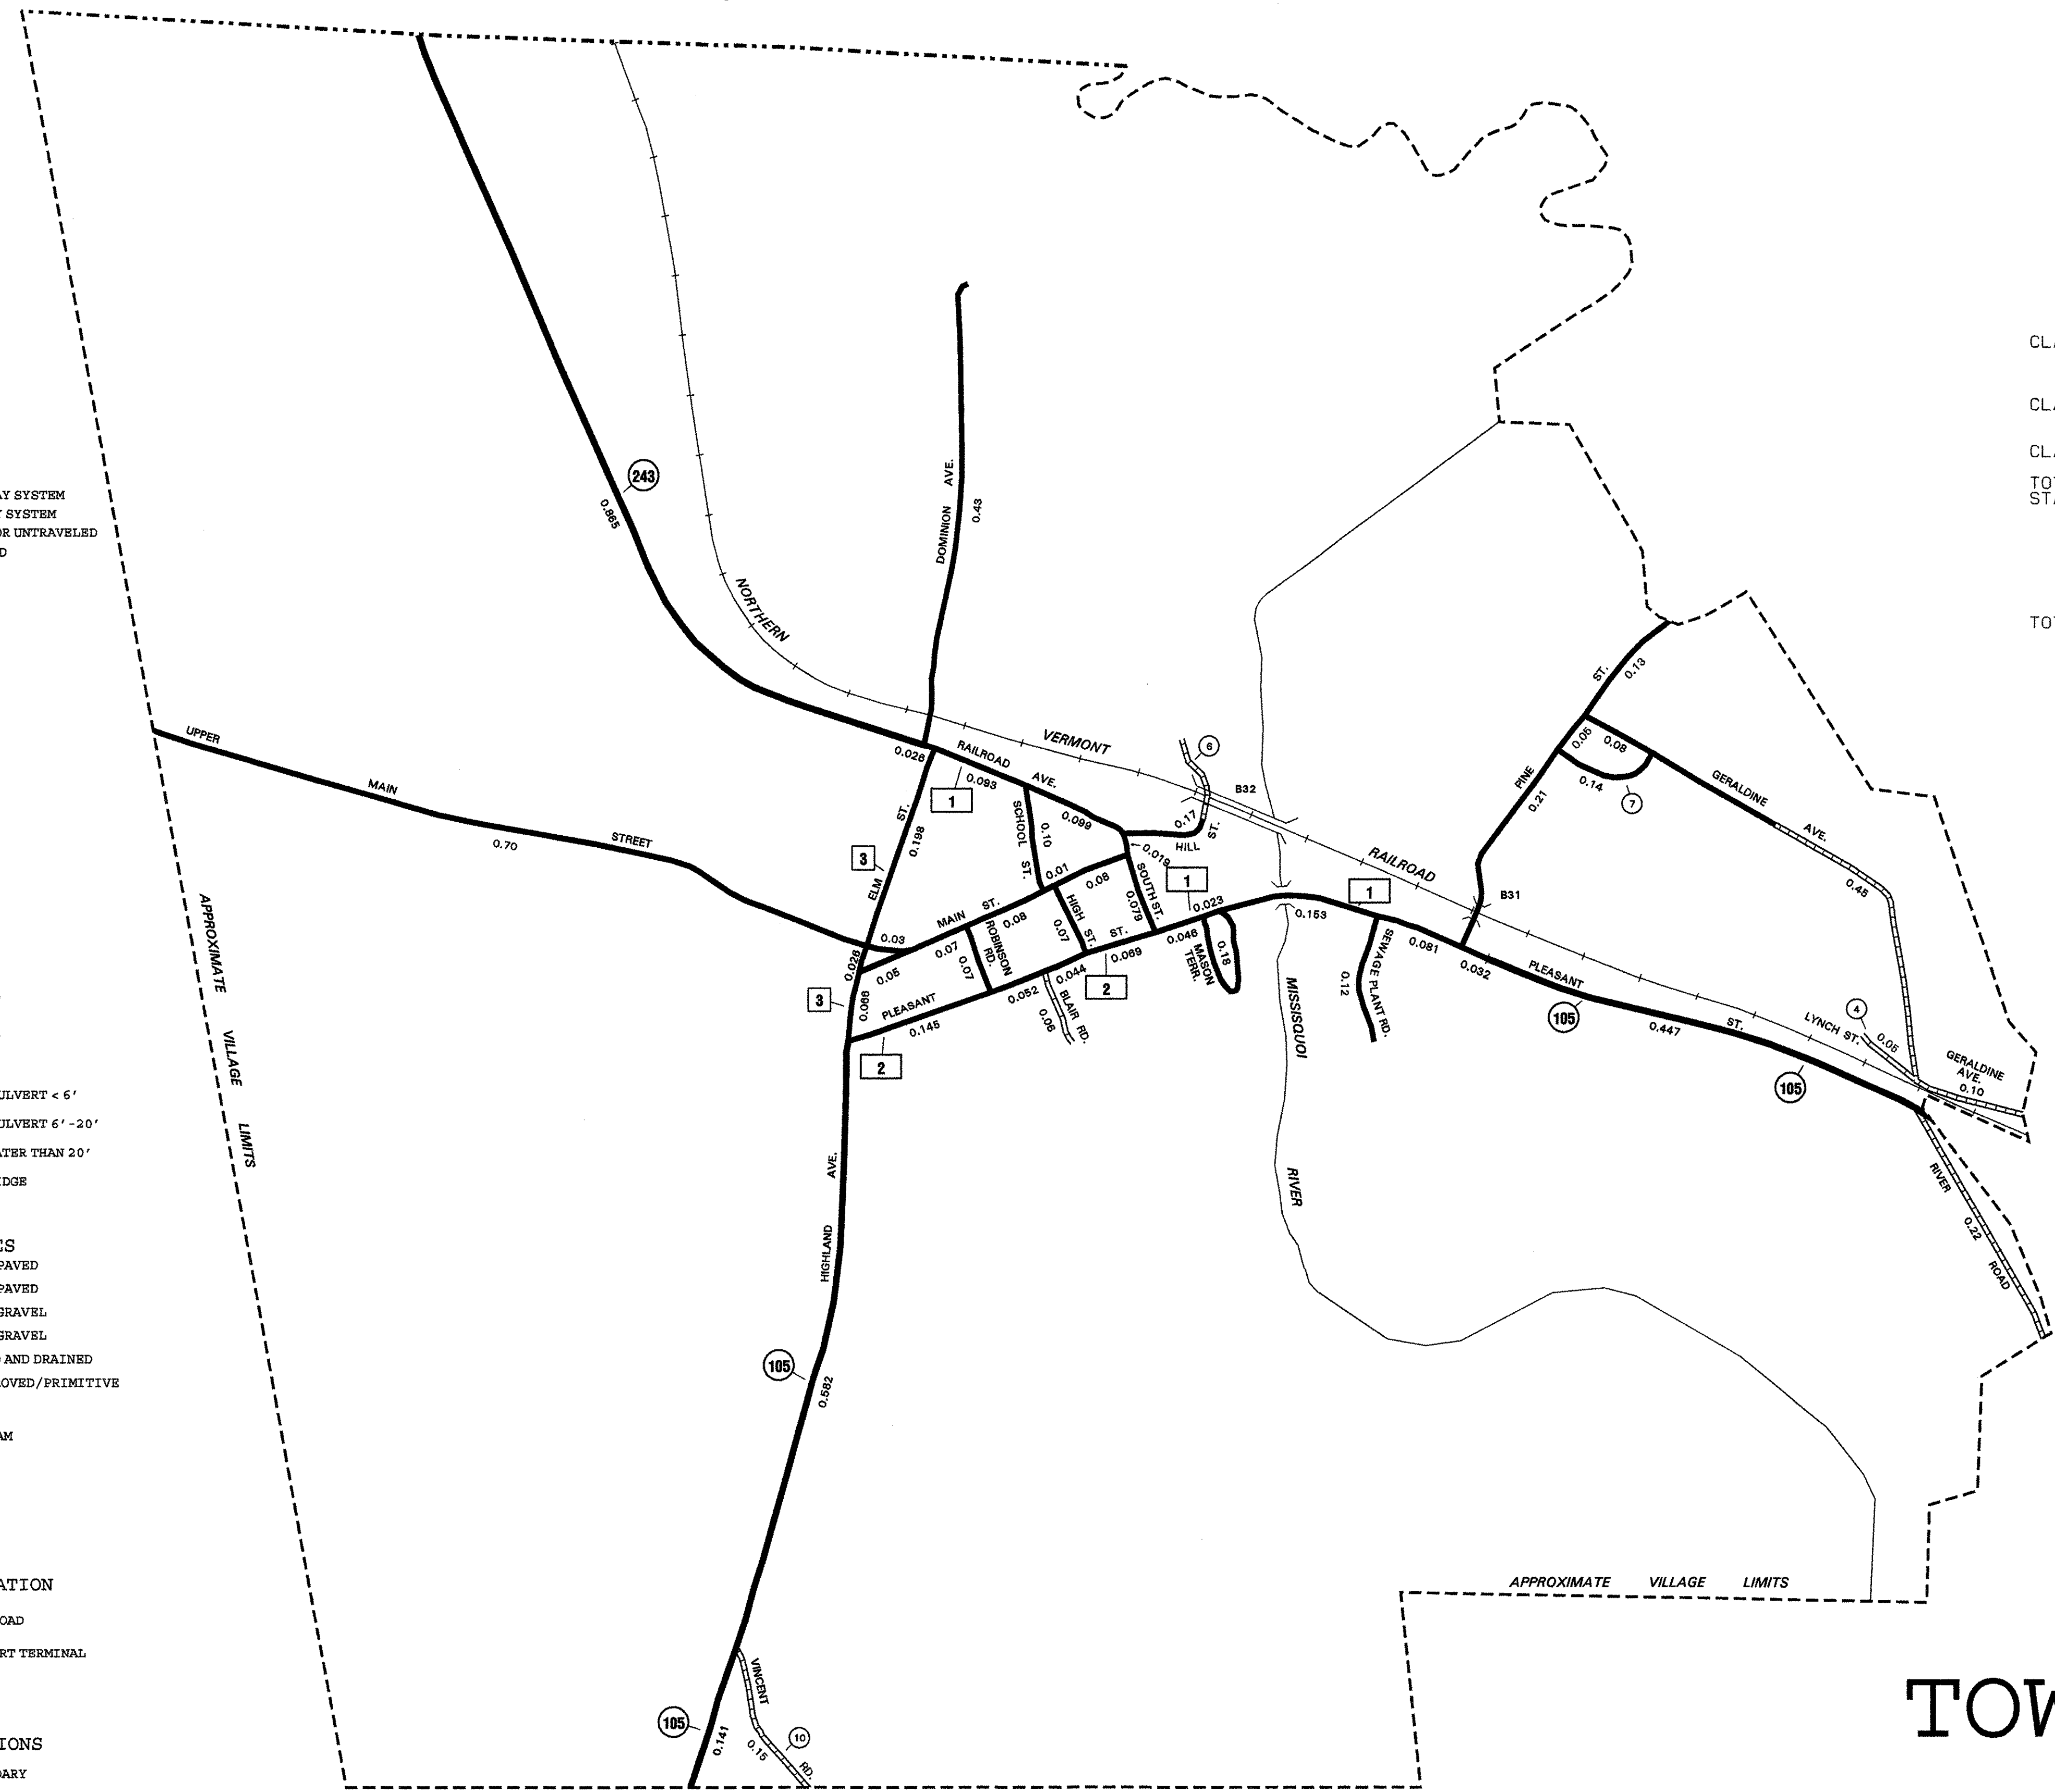 243
0.865
NORTHERN
DOMINION AVE.
0.43
UPPER MAIN STREET
0.70
0.026
RAILROAD AVE.
0.093
1
0.099
VERMONT
RAILROAD
6
B32
0.17
HILL ST.
0.019
SCHOOL ST.
0.10
0.01
3
ELM ST.
0.198
0.03
MAIN ST.
0.05
0.07
0.08
0.08
0.026
3
0.066
ROBINSON RD.
0.07
HIGH ST.
0.07
SOUTH ST.
0.079
1
0.023
0.046
MASON TERR.
0.18
PLEASANT ST.
0.145
0.052
0.044
0.069
2
2
BLAIR RD.
0.06
0.153
1
SEWAGE PLANT RD.
0.12
0.081
0.032
B31
PINE ST.
0.21
0.05
0.13
0.08
0.14
7
GERALDINE AVE.
0.45
PLEASANT ST.
105
0.447
105
4
LYNCH ST.
0.05
GERALDINE
AVE.
0.10
RIVER ROAD
0.22
MISSISQUOI RIVER
HIGHLAND AVE.
105
0.582
105
0.141
VINCENT RD.
0.15
10
APPROXIMATE VILLAGE LIMITS
APPROXIMATE VILLAGE LIMITS
AY SYSTEM
Y SYSTEM
OR UNTRAVELED
D
ULVERT < 6'
ULVERT 6'-20'
ATER THAN 20'
IDGE
ES
PAVED
PAVED
GRAVEL
GRAVEL
AND DRAINED
OVED/PRIMITIVE
AM
ATION
OAD
RT TERMINAL
IONS
DARY
CLA
CLA
CLA
TOT
STA
TOT
TOW